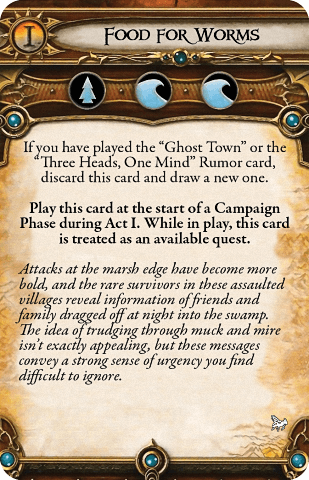 I
Food for Worms
If you have played the “Ghost Town” or the
“Three Heads, One Mind” Rumor card,
discard this card and draw a new one.
Play this card at the start of a Campaign
Phase during Act I. While in play, this card
is treated as an available quest.
Attacks at the marsh edge have become more
bold, and the rare survivors in these assaulted
villages reveal information of friends and
family dragged off at night into the swamp.
The idea of trudging through muck and mire
isn’t exactly appealing, but these messages
convey a strong sense of urgency you find
difficult to ignore.